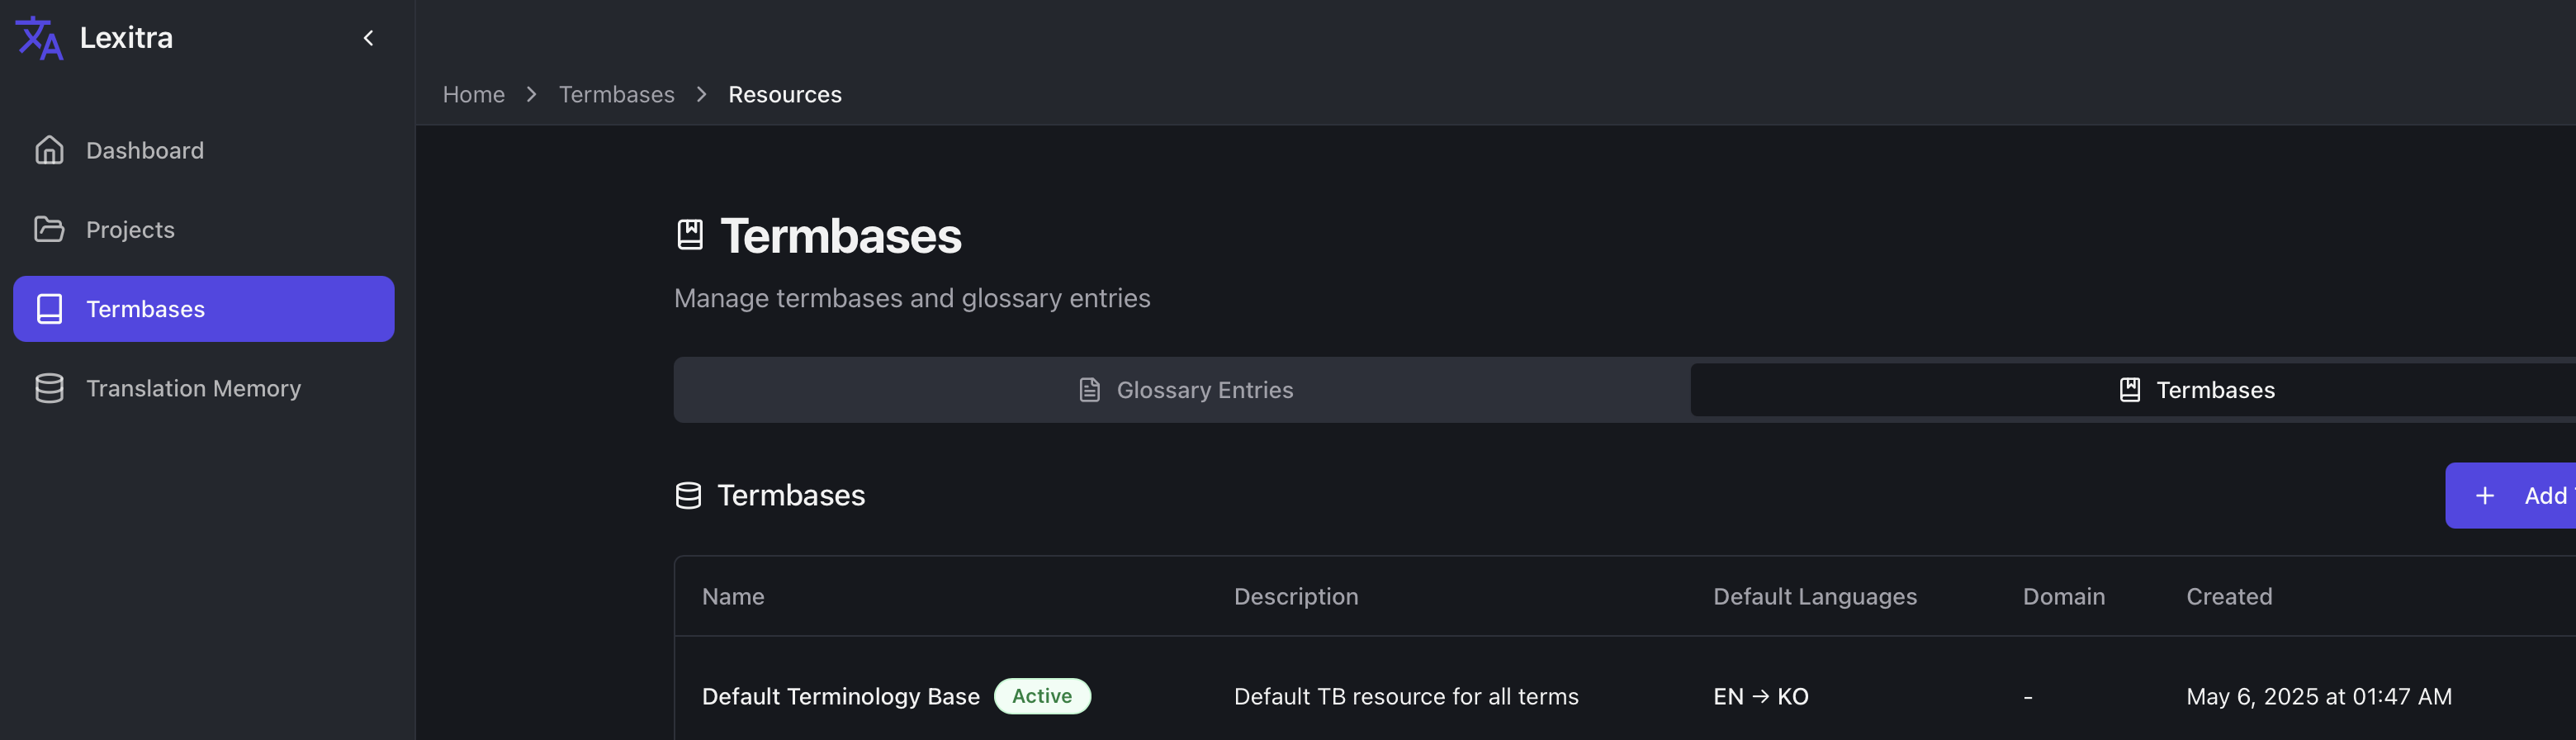 Lexitra
Home > Termbases > Resources
Dashboard
Projects
Termbases
Translation Memory
Termbases
Manage termbases and glossary entries
Glossary Entries
Termbases
Termbases
+ Add
Name Description Default Languages Domain Created
Default Terminology Base Active Default TB resource for all terms EN → KO - May 6, 2025 at 01:47 AM